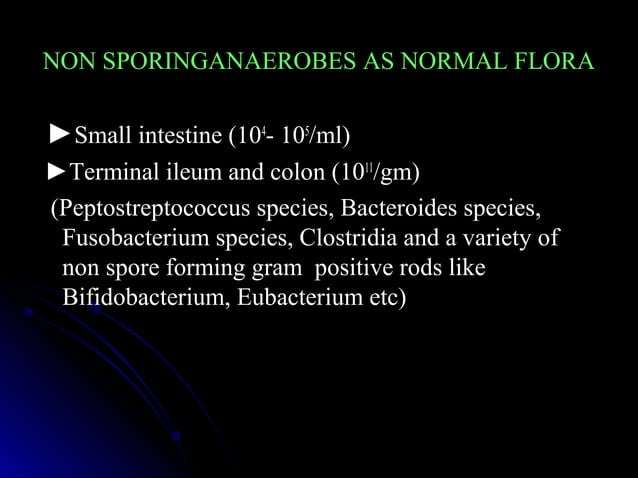 NON SPORINGANAEROBES AS NORMAL FLORA
►Small intestine (10⁴- 10⁵/ml)
►Terminal ileum and colon (10¹¹/gm)
(Peptostreptococcus species, Bacteroides species,
Fusobacterium species, Clostridia and a variety of
non spore forming gram  positive rods like
Bifidobacterium, Eubacterium etc)